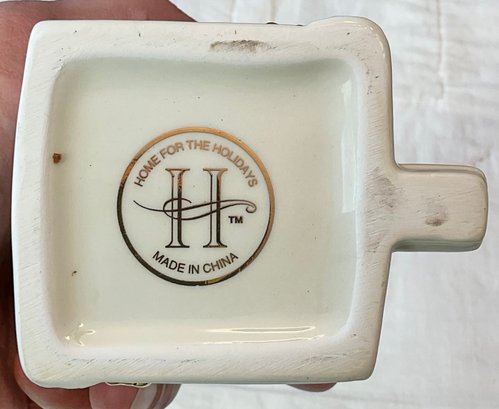 HOME FOR THE HOLIDAYS
H ™
MADE IN CHINA